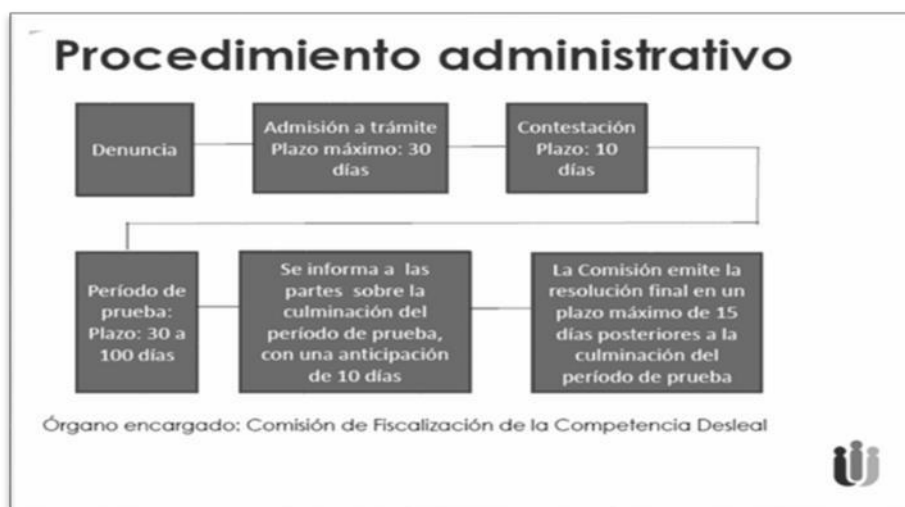 Procedimiento administrativo
Denuncia
Admisión a trámite
Plazo máximo: 30
días
Contestación
Plazo: 10
días
Período de
prueba:
Plazo: 30 a
100 días
Se informa a las
partes sobre la
culminación del
período de prueba,
con una anticipación
de 10 días
La Comisión emite la
resolución final en un
plazo máximo de 15
días posteriores a la
culminación del
período de prueba
Órgano encargado: Comisión de Fiscalización de la Competencia Desleal